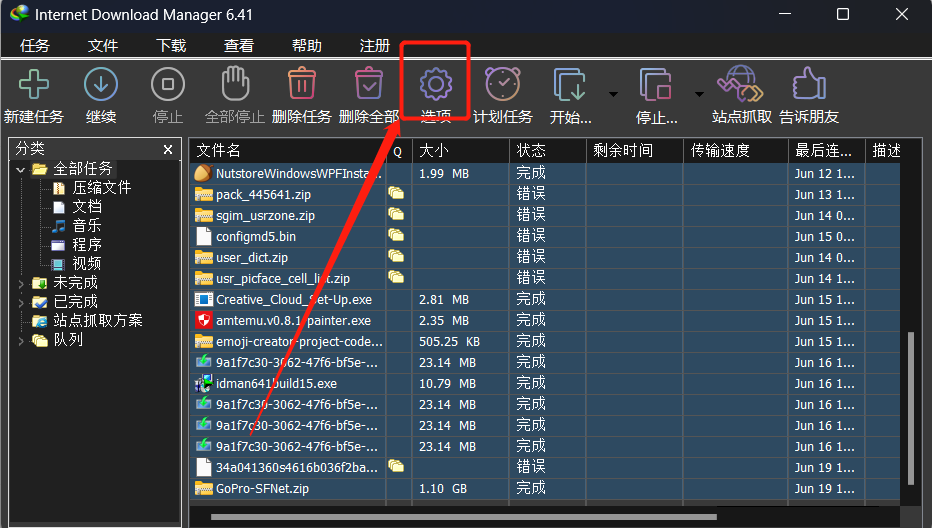 Internet Download Manager 6.41
任务 文件 下载 查看 帮助 注册
新建任务 继续 停止 全部停止 删除任务 删除全部 选项 计划任务 开始... 停止... 站点抓取 告诉朋友
分类 X
全部任务
压缩文件
文档
音乐
程序
视频
未完成
已完成
站点抓取方案
队列
文件名 Q 大小 状态 剩余时间 传输速度 最后连... 描述
NutstoreWindowsWPFInsta... 1.99 MB 完成 Jun 12 1...
pack_445641.zip 错误 Jun 13 1...
sgim_usrzone.zip 错误 Jun 14 0...
configmd5.bin 错误 Jun 15 0...
user_dict.zip 错误 Jun 14 0...
usr_picface_cell_list.zip 错误 Jun 14 1...
Creative_Cloud_Set-Up.exe 2.81 MB 完成 Jun 15 1...
amtemu.v0.8.1-painter.exe 2.35 MB 完成 Jun 15 1...
emoji-creator-project-code... 505.25 KB 完成 Jun 15 1...
9a1f7c30-3062-47f6-bf5e-... 23.14 MB 完成 Jun 16 1...
idman641build15.exe 10.79 MB 完成 Jun 16 1...
9a1f7c30-3062-47f6-bf5e-... 23.14 MB 完成 Jun 16 1...
9a1f7c30-3062-47f6-bf5e-... 23.14 MB 完成 Jun 16 1...
9a1f7c30-3062-47f6-bf5e-... 23.14 MB 完成 Jun 16 1...
34a041360s4616b036f2ba... 错误 Jun 19 1...
GoPro-SFNet.zip 1.10 GB 完成 Jun 19 1...